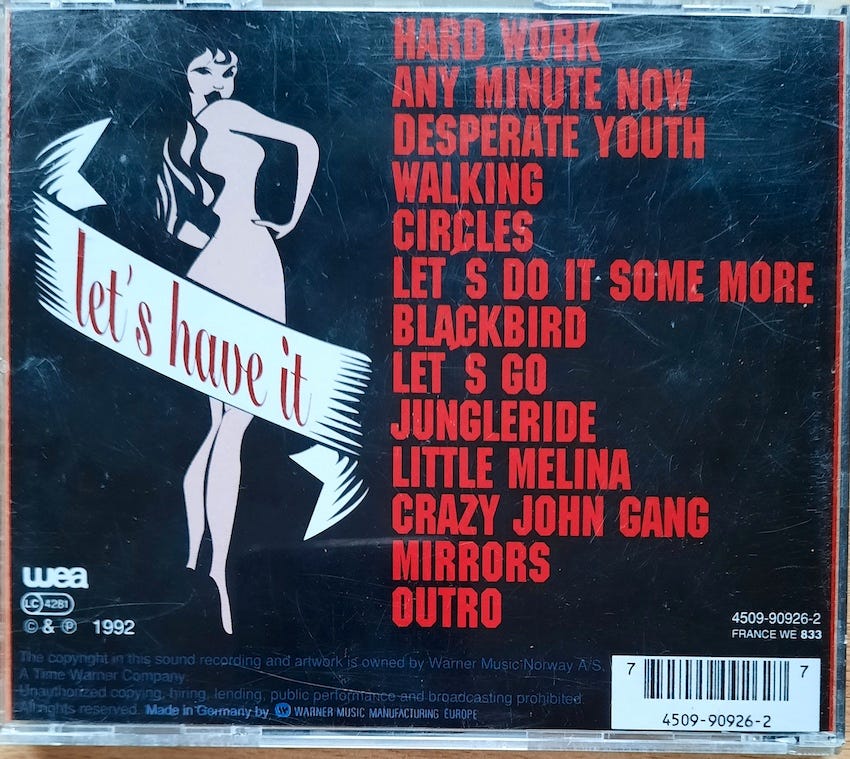 HARD WORK
ANY MINUTE NOW
DESPERATE YOUTH
WALKING
CIRCLES
LET´S DO IT SOME MORE
BLACKBIRD
LET´S GO
JUNGLERIDE
LITTLE MELINA
CRAZY JOHN GANG
MIRRORS
OUTRO
let's have it
wea
LC 4281
© & ℗ 1992
4509-90926-2
FRANCE WE 833
The copyright in this sound recording and artwork is owned by Warner Music Norway A/S.
A Time Warner Company.
Unauthorized copying, hiring, lending, public performance and broadcasting prohibited.
All rights reserved. Made in Germany by WARNER MUSIC MANUFACTURING EUROPE
7 7
4509-90926-2